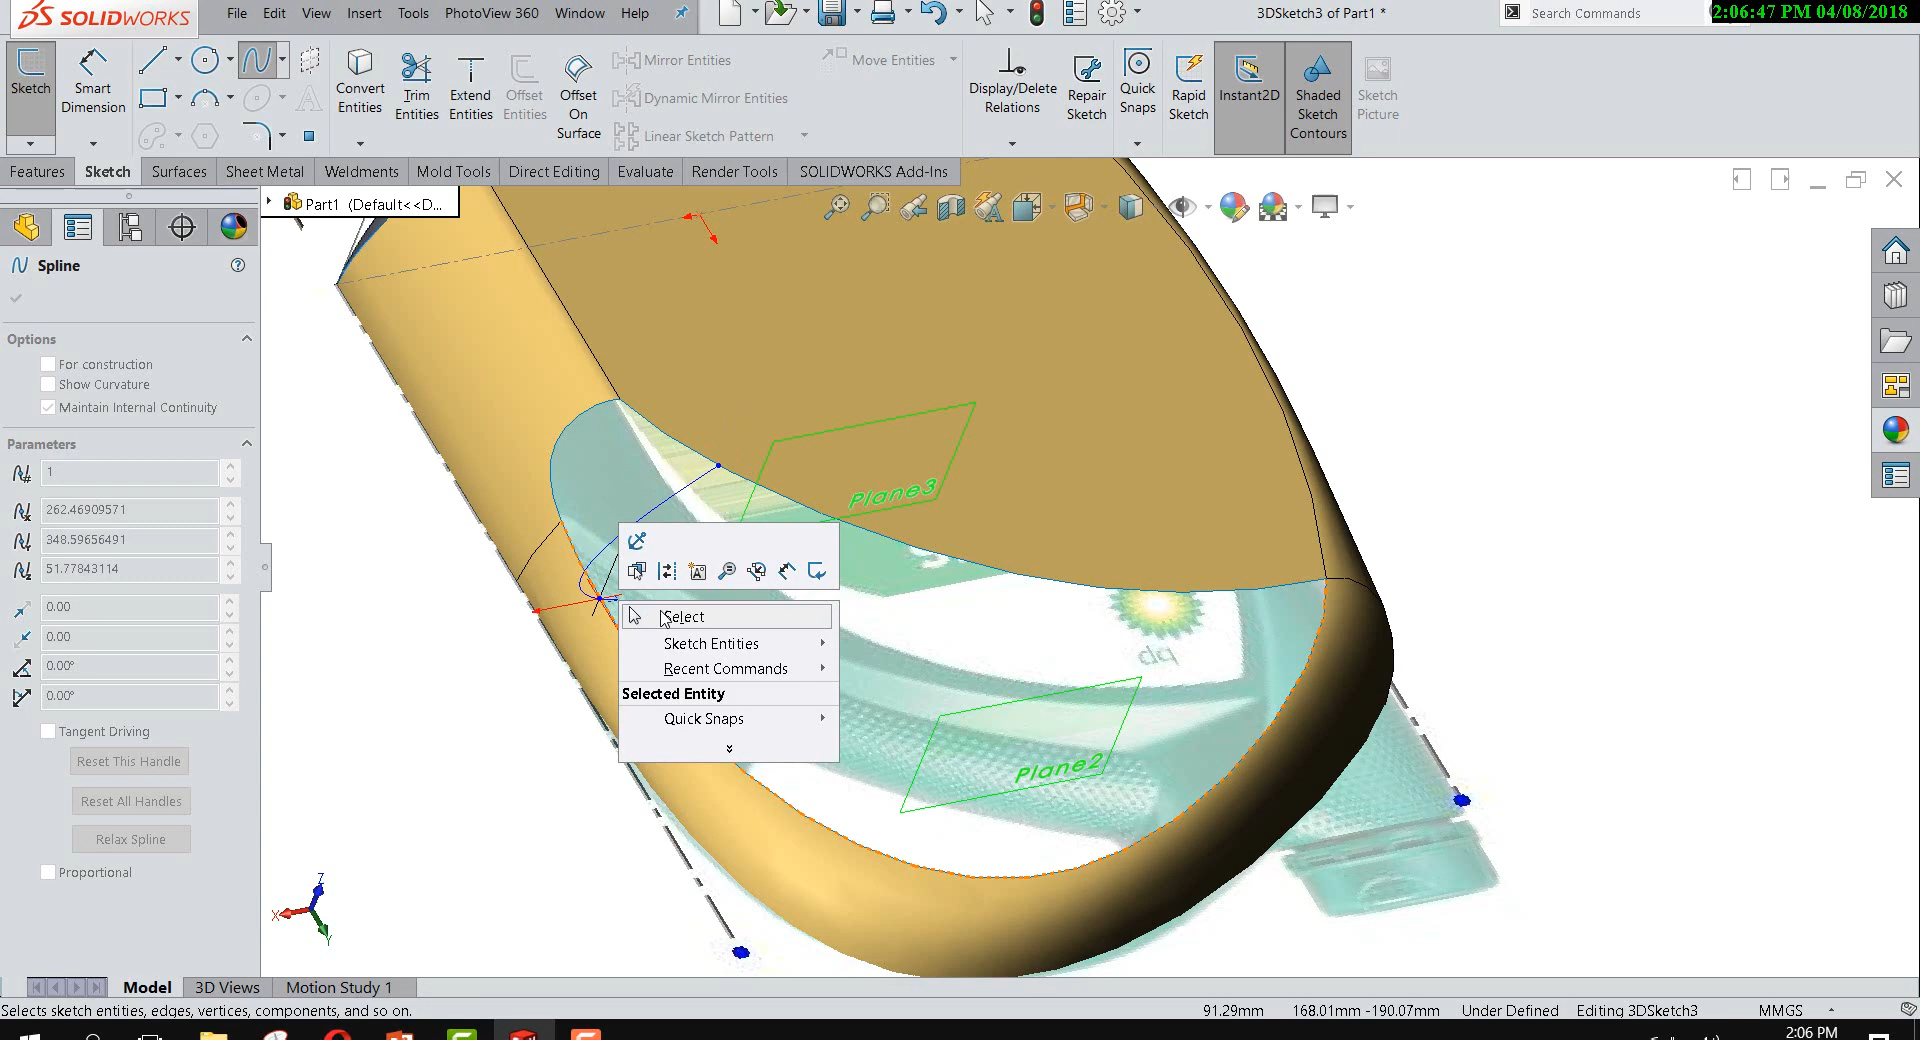 SOLIDWORKS File Edit View Insert Tools PhotoView 360 Window Help 3DSketch3 of Part1 * Search Commands 2:06:47 PM 04/08/2018
Sketch
Smart Dimension
Convert Entities
Trim Entities
Extend Entities
Offset Entities
Offset On Surface
Mirror Entities
Dynamic Mirror Entities
Linear Sketch Pattern
Move Entities
Display/Delete Relations
Repair Sketch
Quick Snaps
Rapid Sketch
Instant2D
Shaded Sketch Contours
Sketch Picture
Features Sketch Surfaces Sheet Metal Weldments Mold Tools Direct Editing Evaluate Render Tools SOLIDWORKS Add-Ins
Part1 (Default<<D...
Spline
Options
For construction
Show Curvature
Maintain Internal Continuity
Parameters
1
262.46909571
348.59656491
51.77843114
0.00
0.00
0.00°
0.00°
Tangent Driving
Reset This Handle
Reset All Handles
Relax Spline
Proportional
Plane3
Select
Sketch Entities
Recent Commands
Selected Entity
Quick Snaps
Plane2
bp
Z
X
Y
Model 3D Views Motion Study 1
Selects sketch entities, edges, vertices, components, and so on. 91.29mm 168.01mm -190.07mm Under Defined Editing 3DSketch3 MMGS
2:06 PM